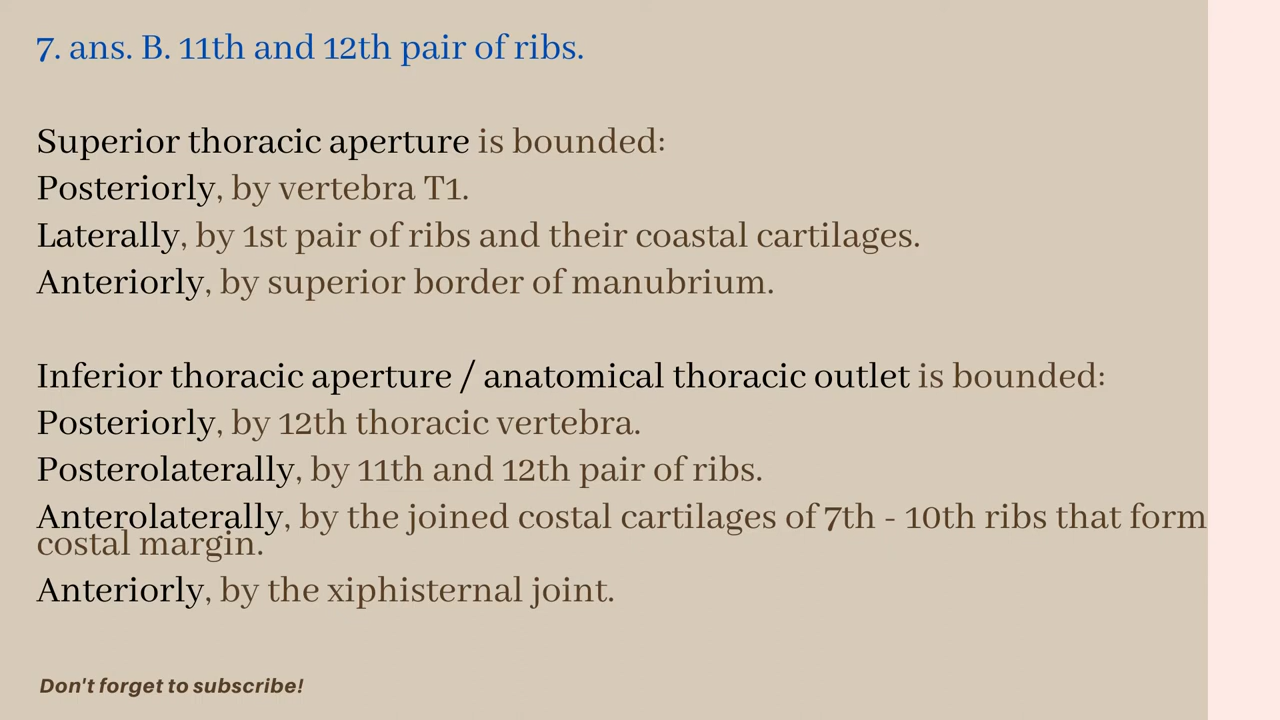 7. ans. B. 11th and 12th pair of ribs.
Superior thoracic aperture is bounded:
Posteriorly, by vertebra T1.
Laterally, by 1st pair of ribs and their coastal cartilages.
Anteriorly, by superior border of manubrium.
Inferior thoracic aperture / anatomical thoracic outlet is bounded:
Posteriorly, by 12th thoracic vertebra.
Posterolaterally, by 11th and 12th pair of ribs.
Anterolaterally, by the joined costal cartilages of 7th - 10th ribs that form
costal margin.
Anteriorly, by the xiphisternal joint.
Don't forget to subscribe!